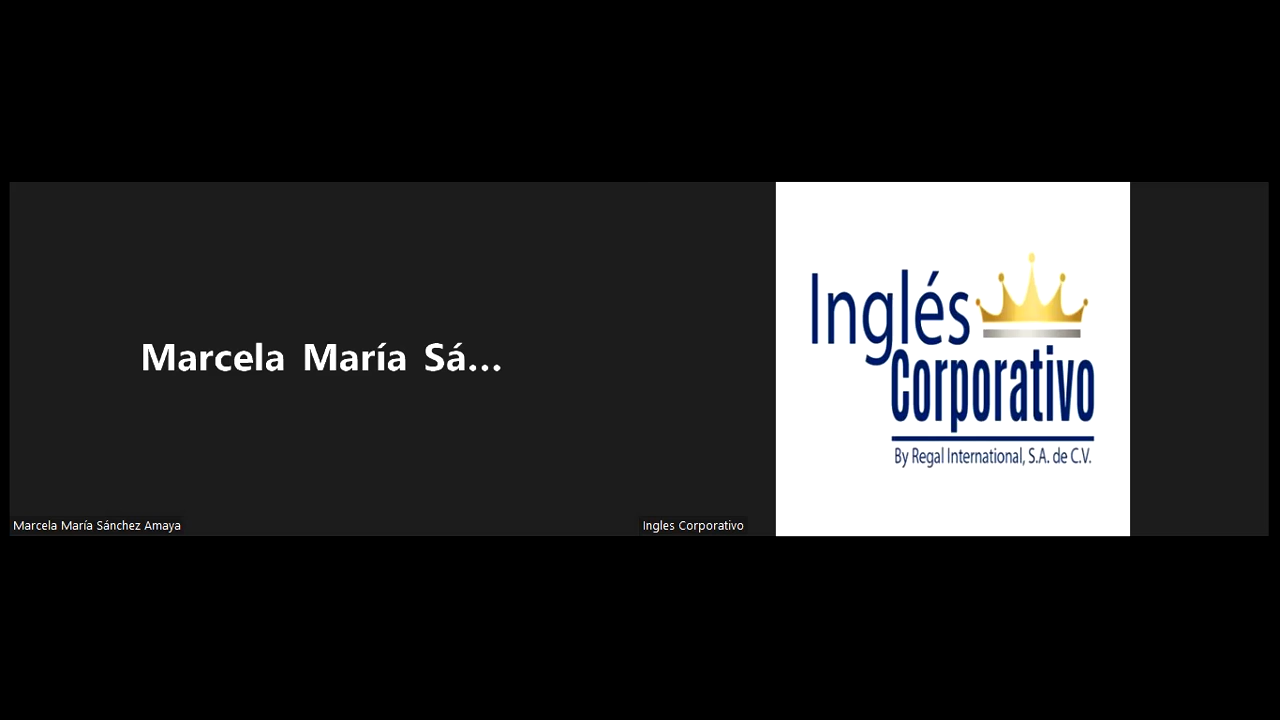 Marcela María Sá...
Marcela María Sánchez Amaya
Inglés
Corporativo
By Regal International, S.A. de C.V.
Ingles Corporativo